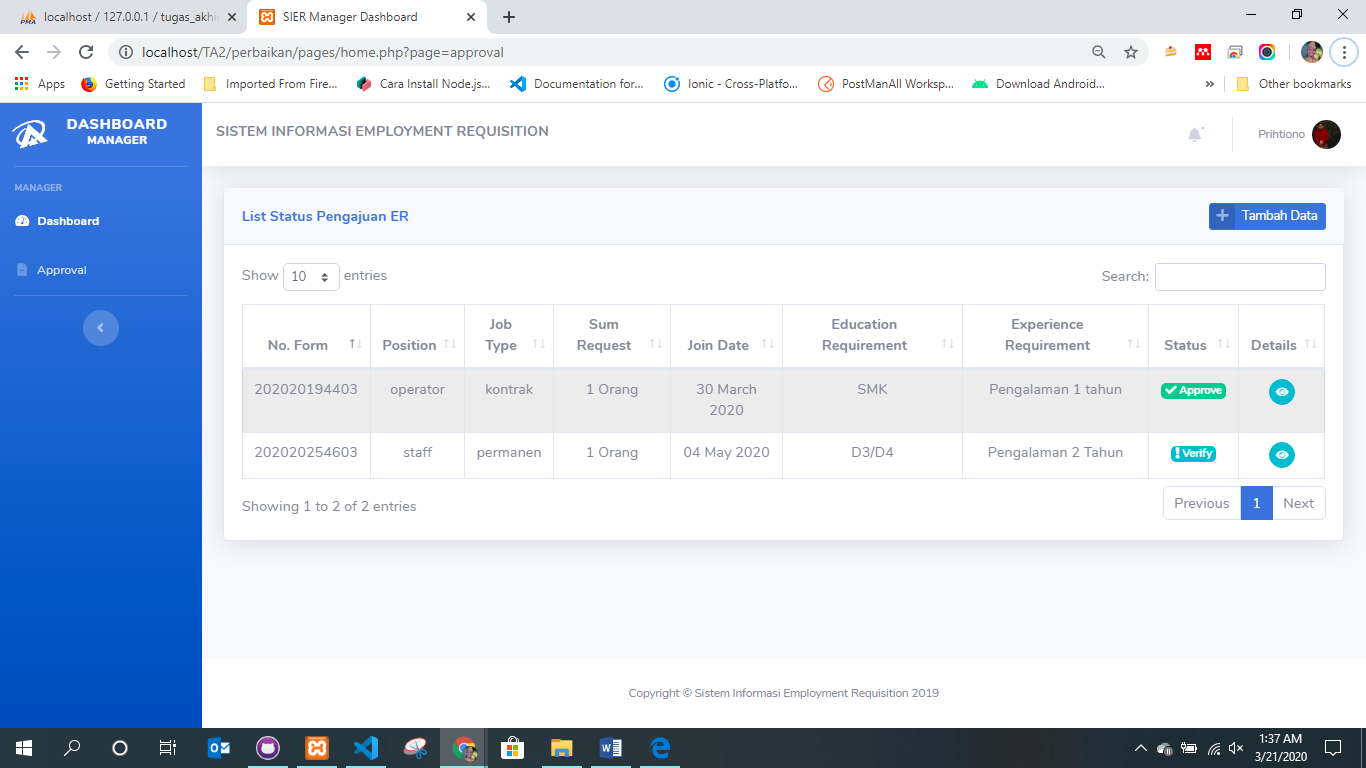 localhost / 127.0.0.1 / tugas_akhi
SIER Manager Dashboard
localhost/TA2/perbaikan/pages/home.php?page=approval
Apps
Getting Started
Imported From Fire...
Cara Install Node.js...
Documentation for...
Ionic - Cross-Platfo...
PostManAll Worksp...
Download Android...
»
Other bookmarks
DASHBOARD
MANAGER
SISTEM INFORMASI EMPLOYMENT REQUISITION
Prihtiono
MANAGER
Dashboard
Approval
List Status Pengajuan ER
+ Tambah Data
Show 10 entries
Search:
No. Form Position Job Type Sum Request Join Date Education Requirement Experience Requirement Status Details
202020194403 operator kontrak 1 Orang 30 March 2020 SMK Pengalaman 1 tahun Approve
202020254603 staff permanen 1 Orang 04 May 2020 D3/D4 Pengalaman 2 Tahun ! Verify
Showing 1 to 2 of 2 entries
Previous 1 Next
Copyright © Sistem Informasi Employment Requisition 2019
1:37 AM
3/21/2020